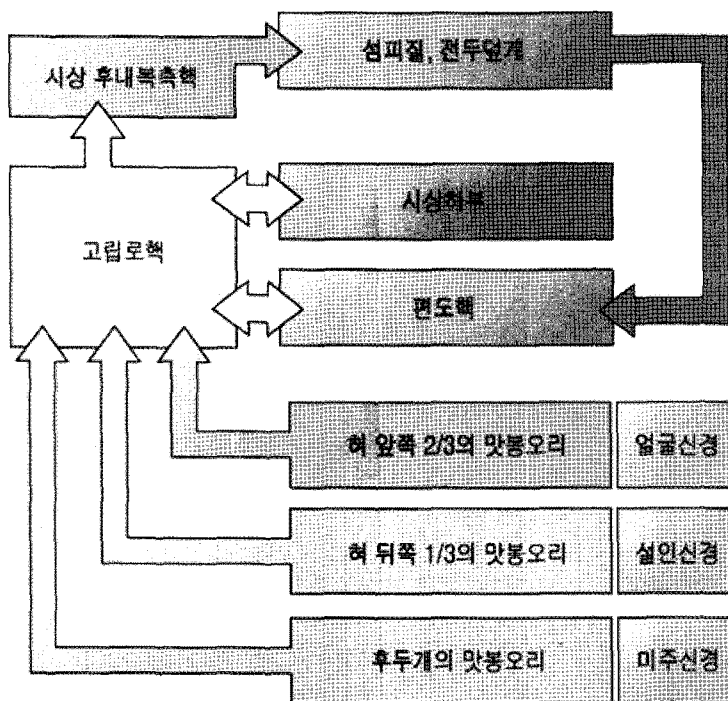 섬피질, 전두덮개
시상 후내복측핵
시상하부
고립로핵
편도핵
혀 앞쪽 2/3의 맛봉오리 얼굴신경
혀 뒤쪽 1/3의 맛봉오리 설인신경
후두개의 맛봉오리 미주신경